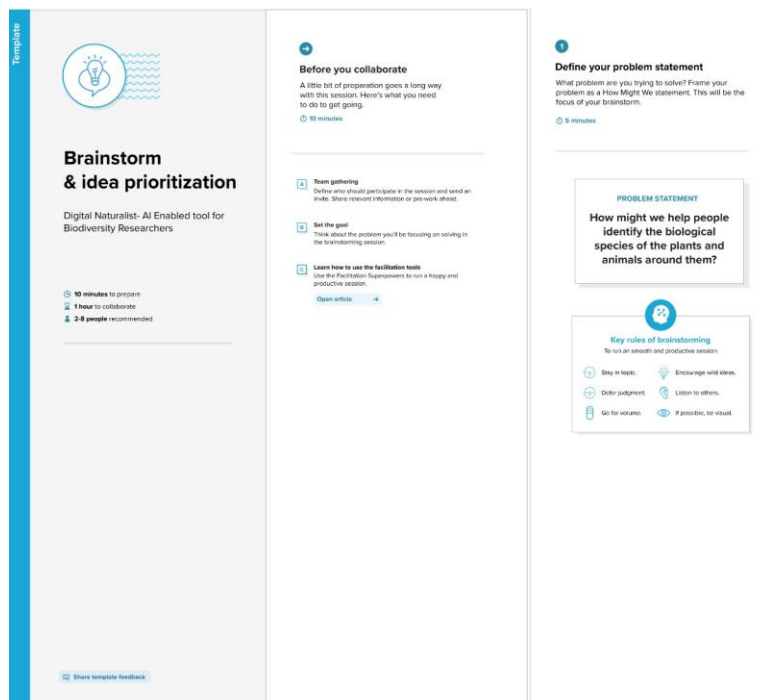 Template
Brainstorm
& idea prioritization
Digital Naturalist- AI Enabled tool for
Biodiversity Researchers
10 minutes to prepare
1 hour to collaborate
2-8 people recommended
Share template feedback
Before you collaborate
A little bit of preparation goes a long way
with this session. Here's what you need
to do to get going.
10 minutes
A
Team gathering
Define who should participate in the session and send an
invite. Share relevant information or pre-work ahead.
B
Set the goal
Think about the problem you'll be focusing on solving in
the brainstorming session.
C
Learn how to use the facilitation tools
Use the Facilitation Superpowers to run a happy and
productive session.
Open article
1
Define your problem statement
What problem are you trying to solve? Frame your
problem as a How Might We statement. This will be the
focus of your brainstorm.
5 minutes
PROBLEM STATEMENT
How might we help people
identify the biological
species of the plants and
animals around them?
Key rules of brainstorming
To run an smooth and productive session
Stay in topic.
Encourage wild ideas.
Defer judgment.
Listen to others.
Go for volume.
If possible, be visual.